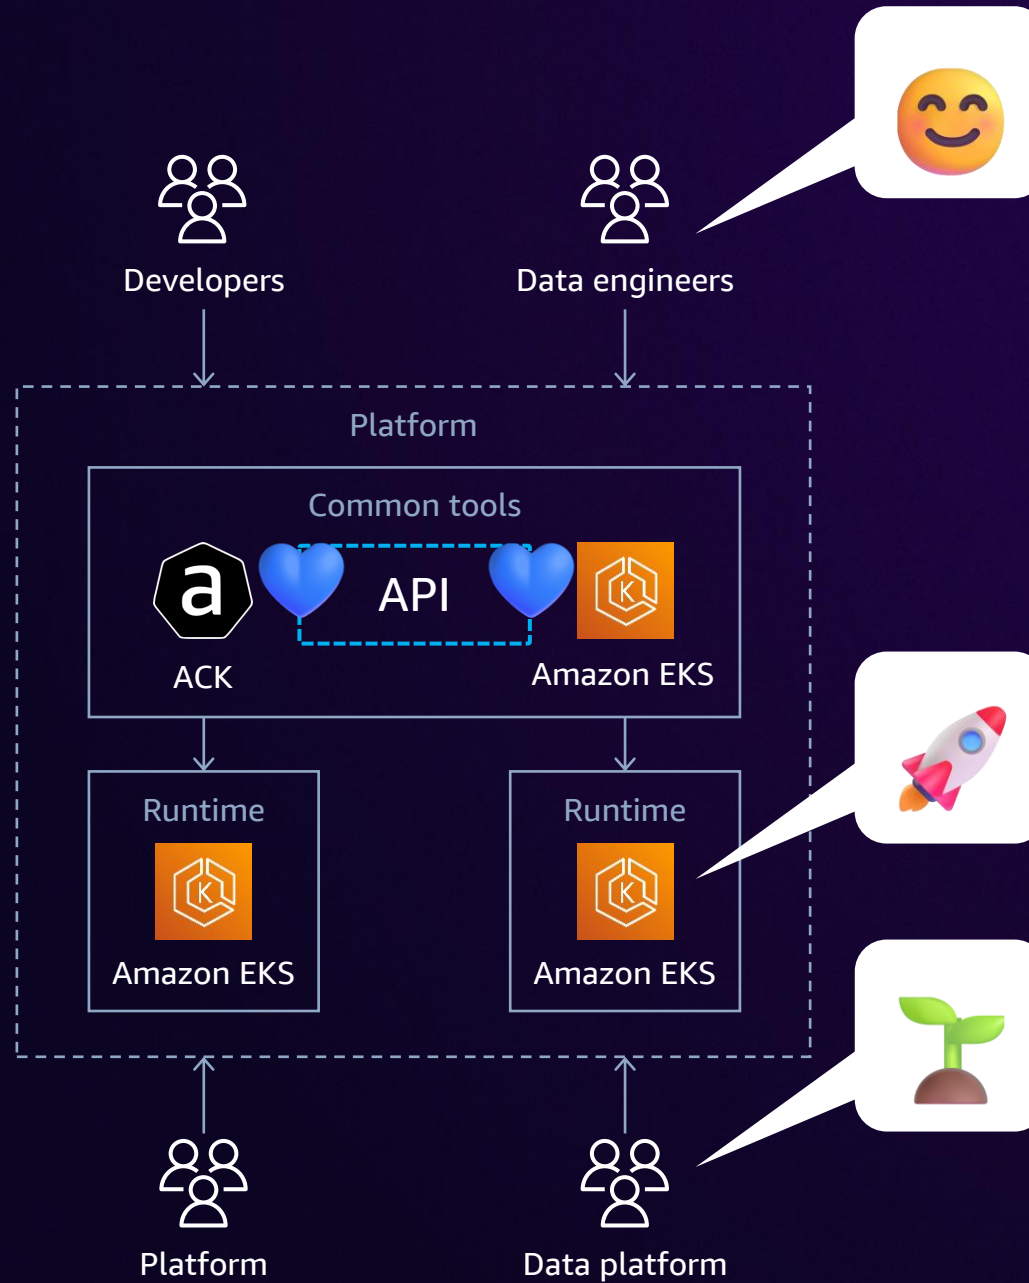 Developers
Data engineers
Platform
Common tools
a
API
K
ACK
Amazon EKS
Runtime
Runtime
K
K
Amazon EKS
Amazon EKS
Platform
Data platform